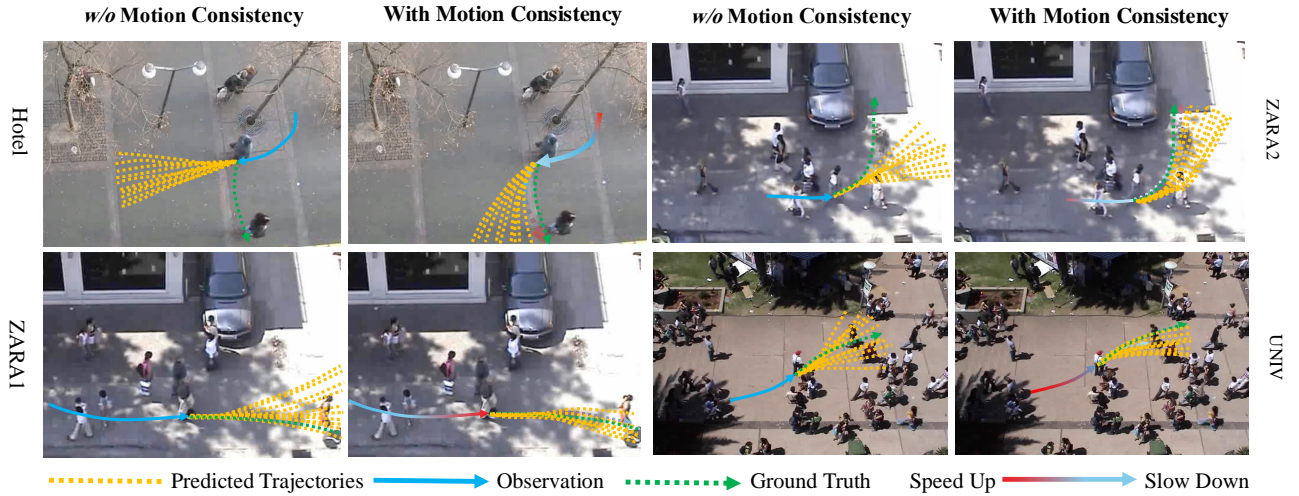 w/o Motion Consistency
With Motion Consistency
w/o Motion Consistency
With Motion Consistency
Hotel
ZARA2
ZARA1
UNIV
Predicted Trajectories
Observation
Ground Truth
Speed Up
Slow Down